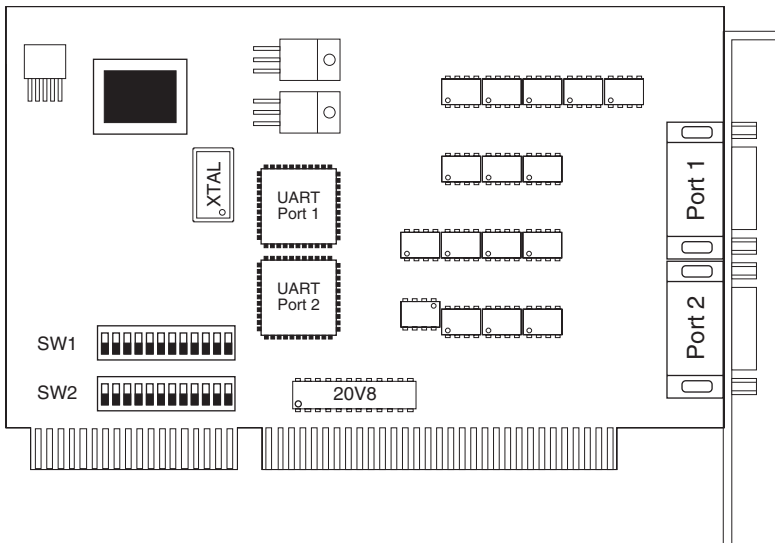 XTAL
UART
Port 1
Port 1
UART
Port 2
Port 2
SW1
SW2
20V8